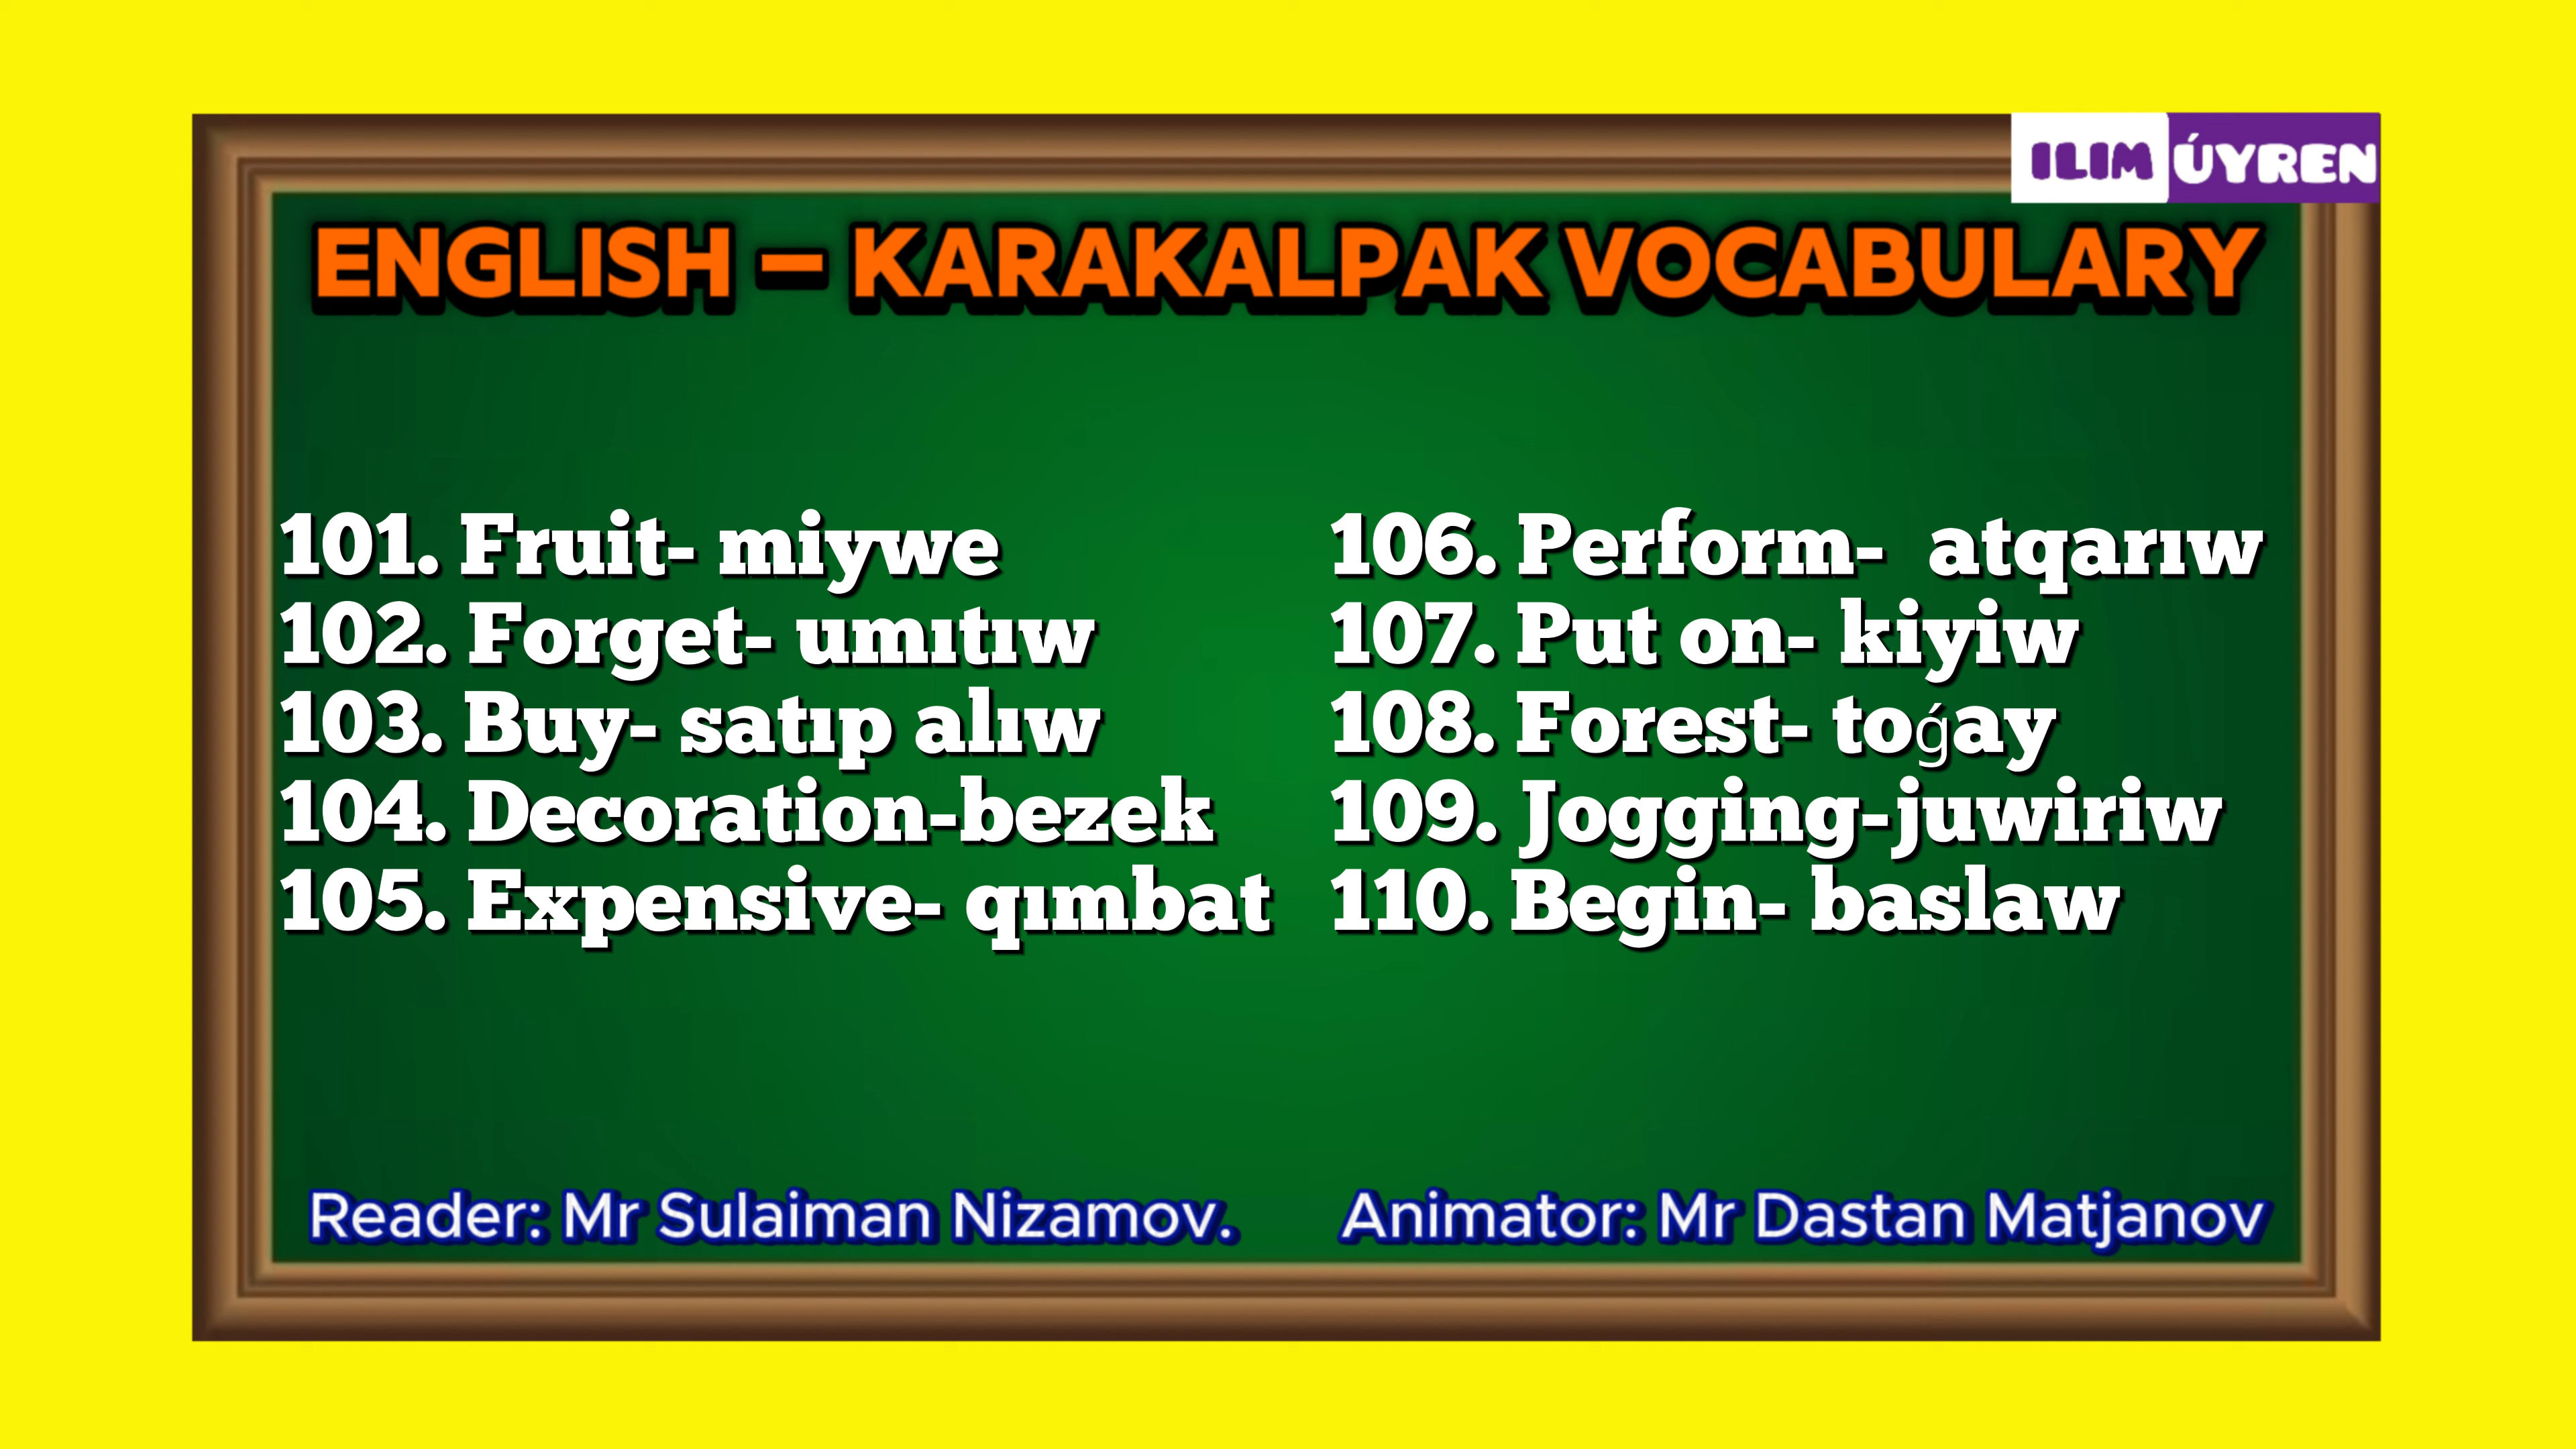 ILIM ÚYREN
ENGLISH – KARAKALPAK VOCABULARY
101. Fruit- miywe
102. Forget- umıtıw
103. Buy- satıp alıw
104. Decoration-bezek
105. Expensive- qımbat
106. Perform-  atqarıw
107. Put on- kiyiw
108. Forest- toǵay
109. Jogging-juwiriw
110. Begin- baslaw
Reader: Mr Sulaiman Nizamov.
Animator: Mr Dastan Matjanov